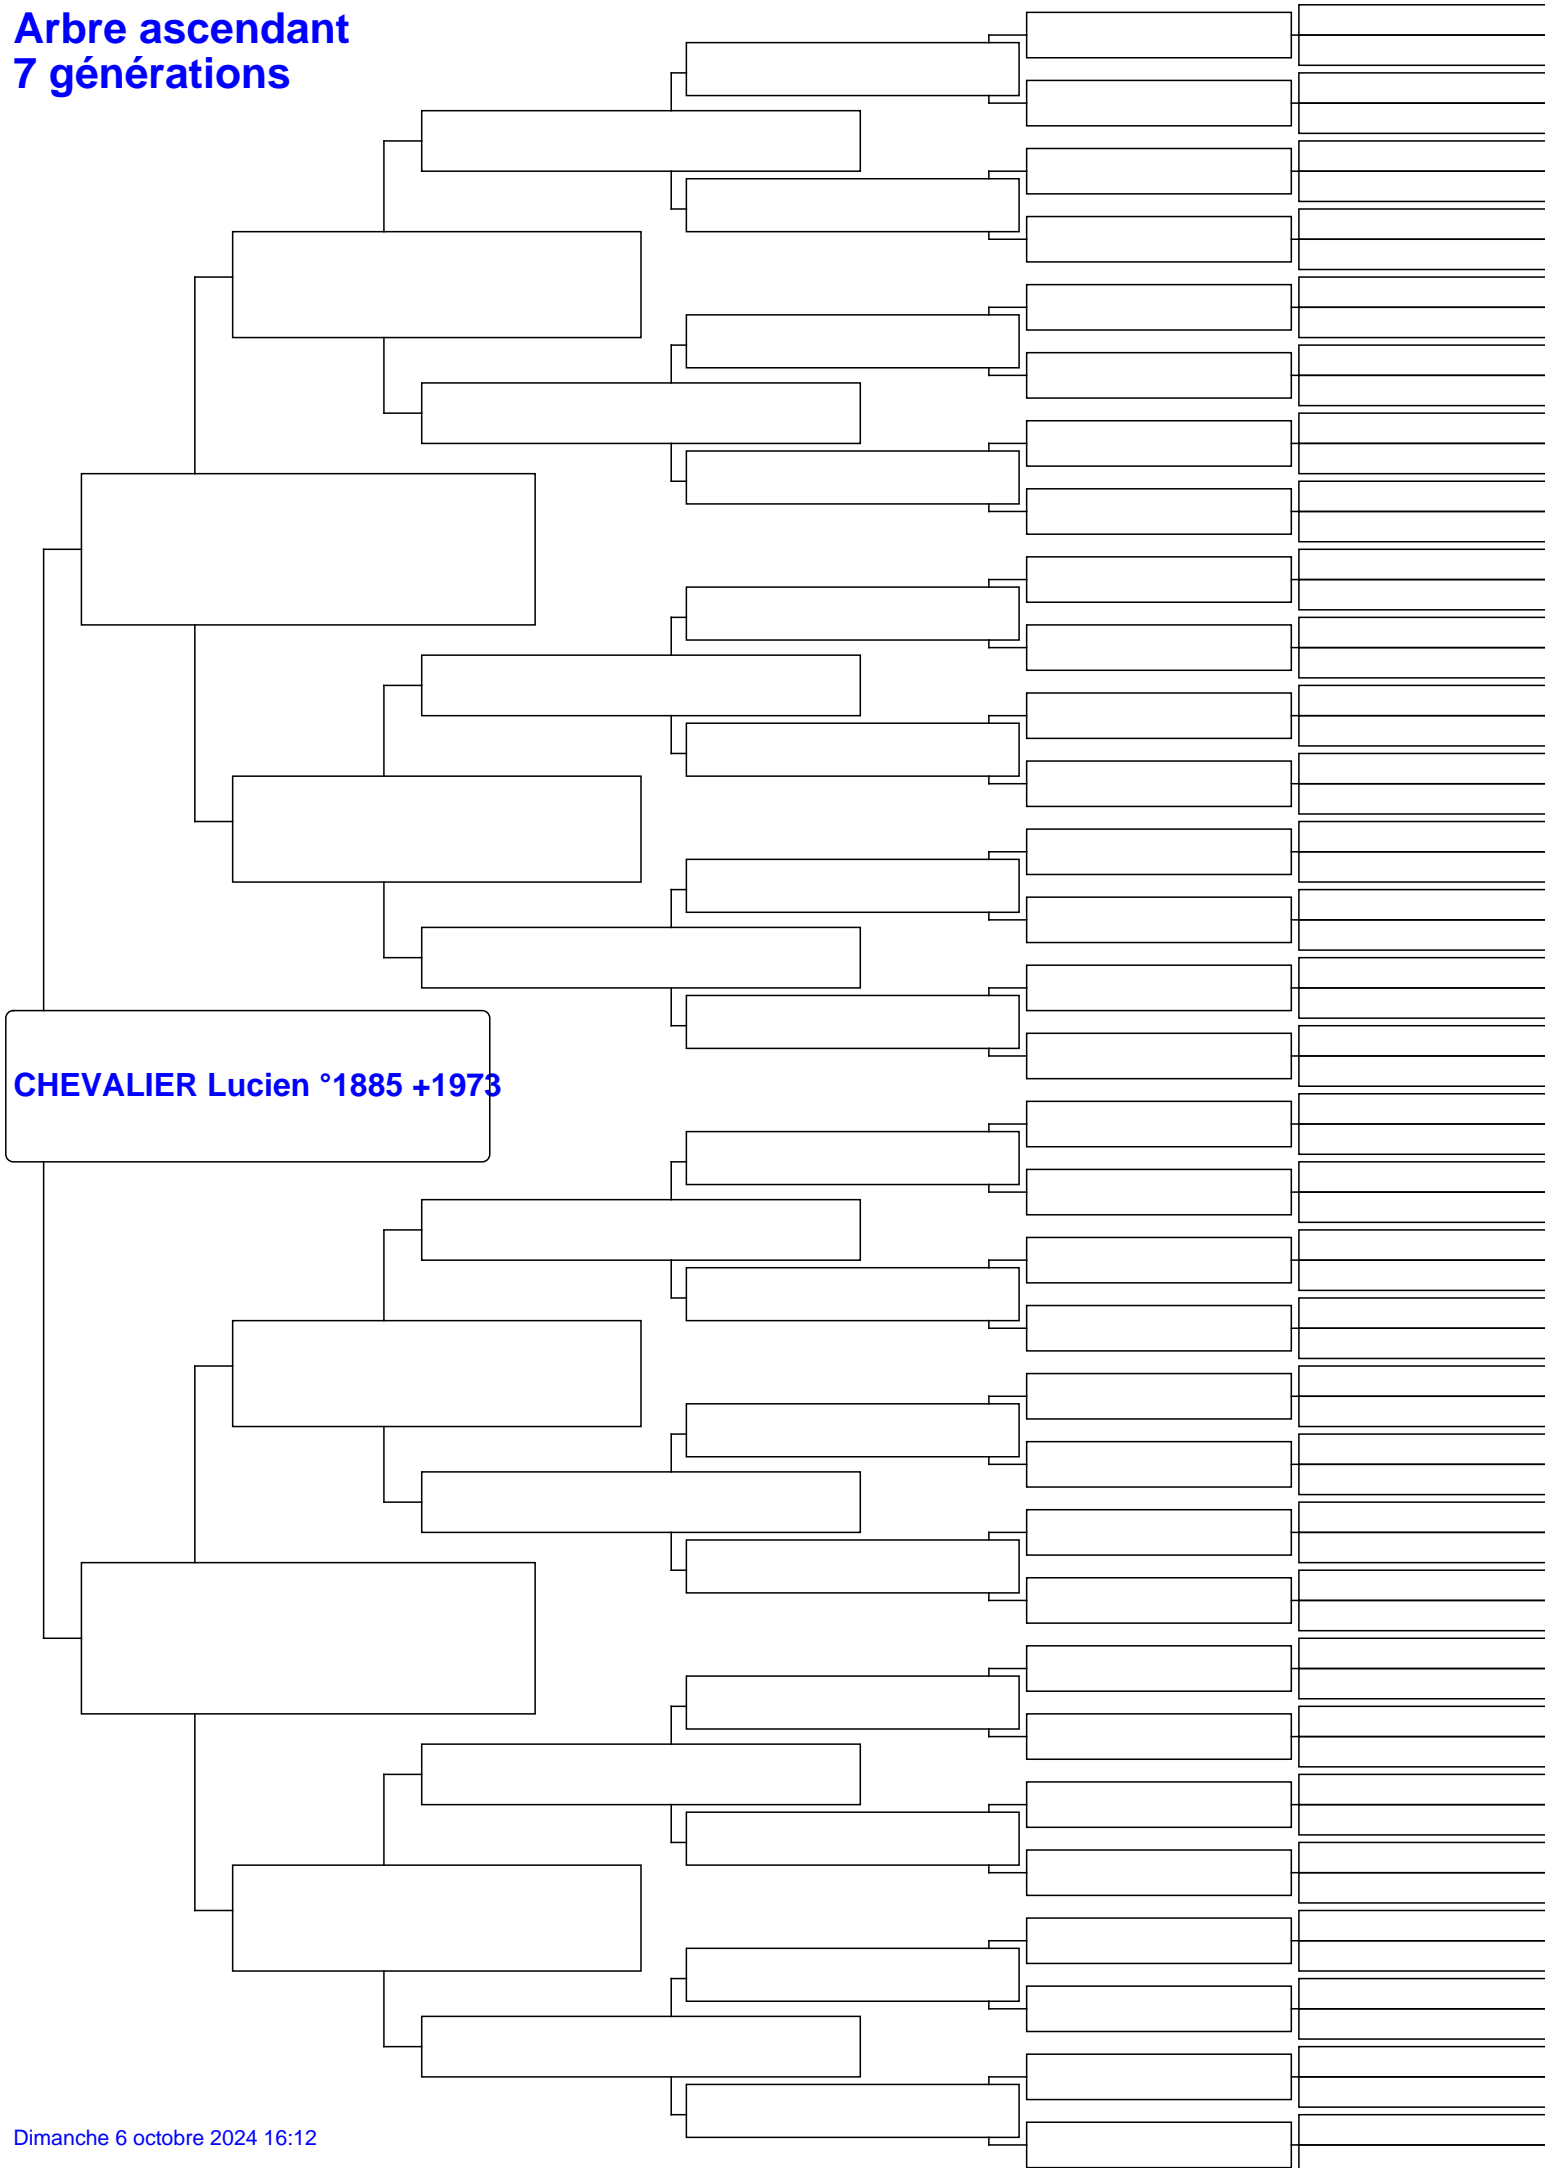 Arbre ascendant
7 générations
CHEVALIER Lucien °1885 +1973
Dimanche 6 octobre 2024 16:12